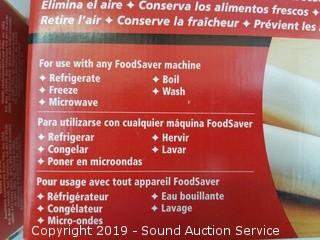 Elimina el aire ✦ Conserva los alimentos frescos ✦
Retire l'air ✦ Conserve la fraîcheur ✦ Prévient les
For use with any FoodSaver machine
✦ Refrigerate ✦ Boil
✦ Freeze ✦ Wash
✦ Microwave
Para utilizarse con cualquier máquina FoodSaver
✦ Refrigerar ✦ Hervir
✦ Congelar ✦ Lavar
✦ Poner en microondas
Pour usage avec tout appareil FoodSaver
✦ Réfrigérateur ✦ Eau bouillante
✦ Congélateur ✦ Lavage
✦ Micro-ondes
Copyright 2019 - Sierra Auction Service